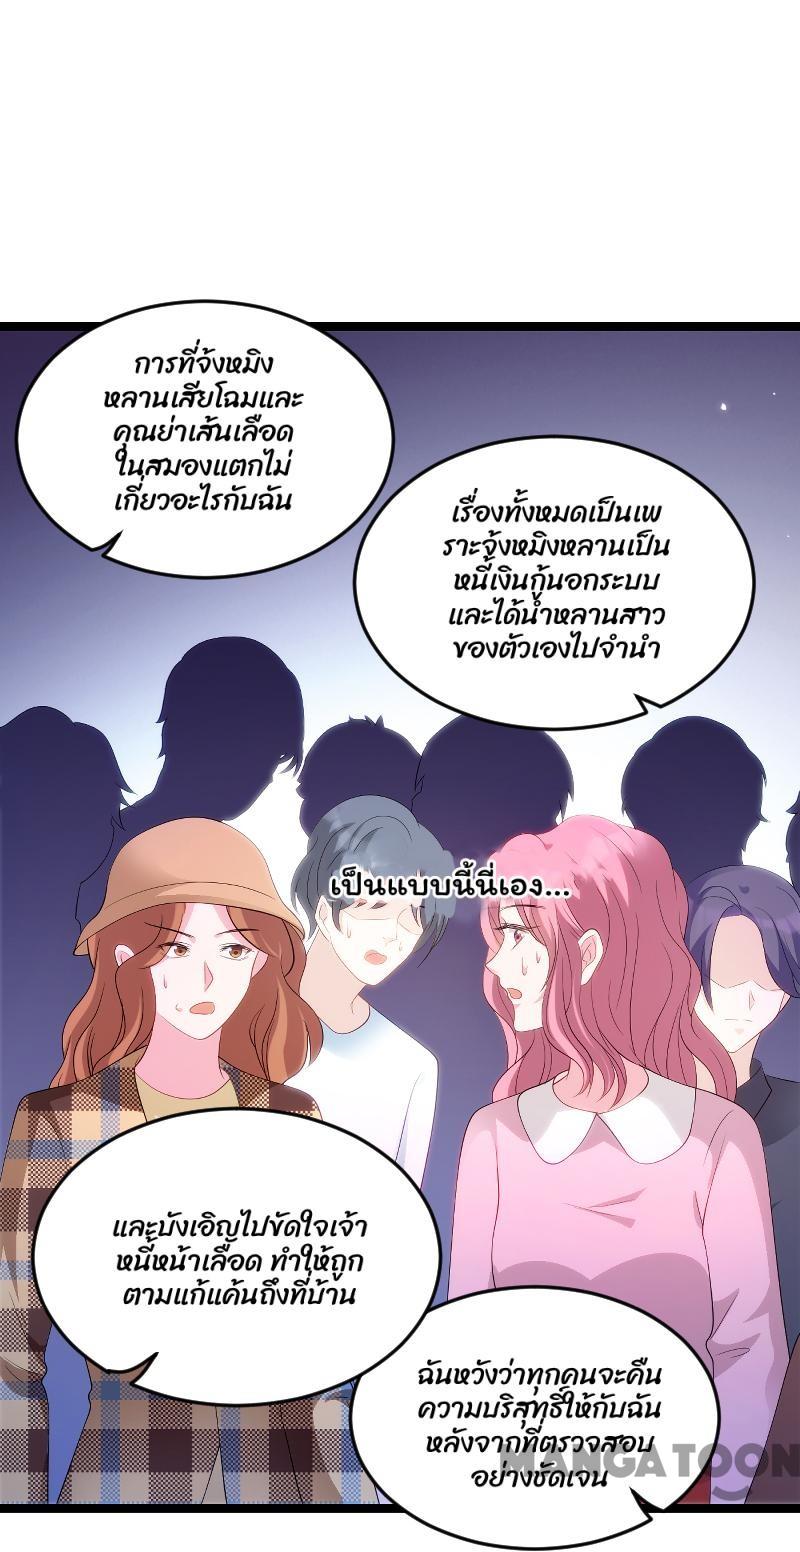 การที่จ้งหมิง
หลานเสียโฉมและ
คุณย่าเส้นเลือด
ในสมองแตกไม่
เกี่ยวอะไรกับฉัน
เรื่องทั้งหมดเป็นเพ
ราะจ้งหมิงหลานเป็น
หนี้เงินกู้นอกระบบ
และได้นำหลานสาว
ของตัวเองไปจำนำ
เป็นแบบนี้นี่เอง...
และบังเอิญไปขัดใจเจ้า
หนี้หน้าเลือด ทำให้ถูก
ตามแก้แค้นถึงที่บ้าน
ฉันหวังว่าทุกคนจะคืน
ความบริสุทธิ์ให้กับฉัน
หลังจากที่ตรวจสอบ
อย่างชัดเจน
MANGATOON